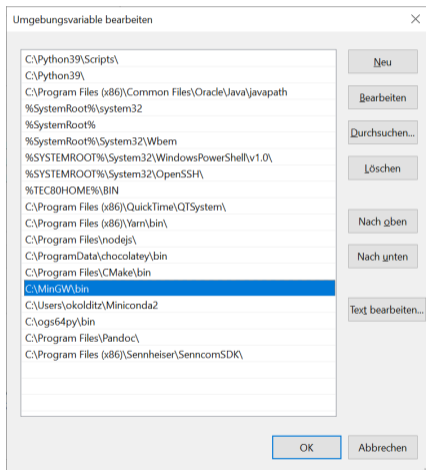 Umgebungsvariable bearbeiten
C:\Python39\Scripts\
C:\Python39\
C:\Program Files (x86)\Common Files\Oracle\Java\javapath
%SystemRoot%\system32
%SystemRoot%
%SystemRoot%\System32\Wbem
%SYSTEMROOT%\System32\WindowsPowerShell\v1.0\
%SYSTEMROOT%\System32\OpenSSH\
%TEC80HOME%\BIN
C:\Program Files (x86)\QuickTime\QTSystem\
C:\Program Files (x86)\Yarn\bin\
C:\Program Files\nodejs\
C:\ProgramData\chocolatey\bin
C:\Program Files\CMake\bin
C:\MinGW\bin
C:\Users\okolditz\Miniconda2
C:\ogs64py\bin
C:\Program Files\Pandoc\
C:\Program Files (x86)\Sennheiser\SenncomSDK\
Neu
Bearbeiten
Durchsuchen...
Löschen
Nach oben
Nach unten
Text bearbeiten...
OK
Abbrechen